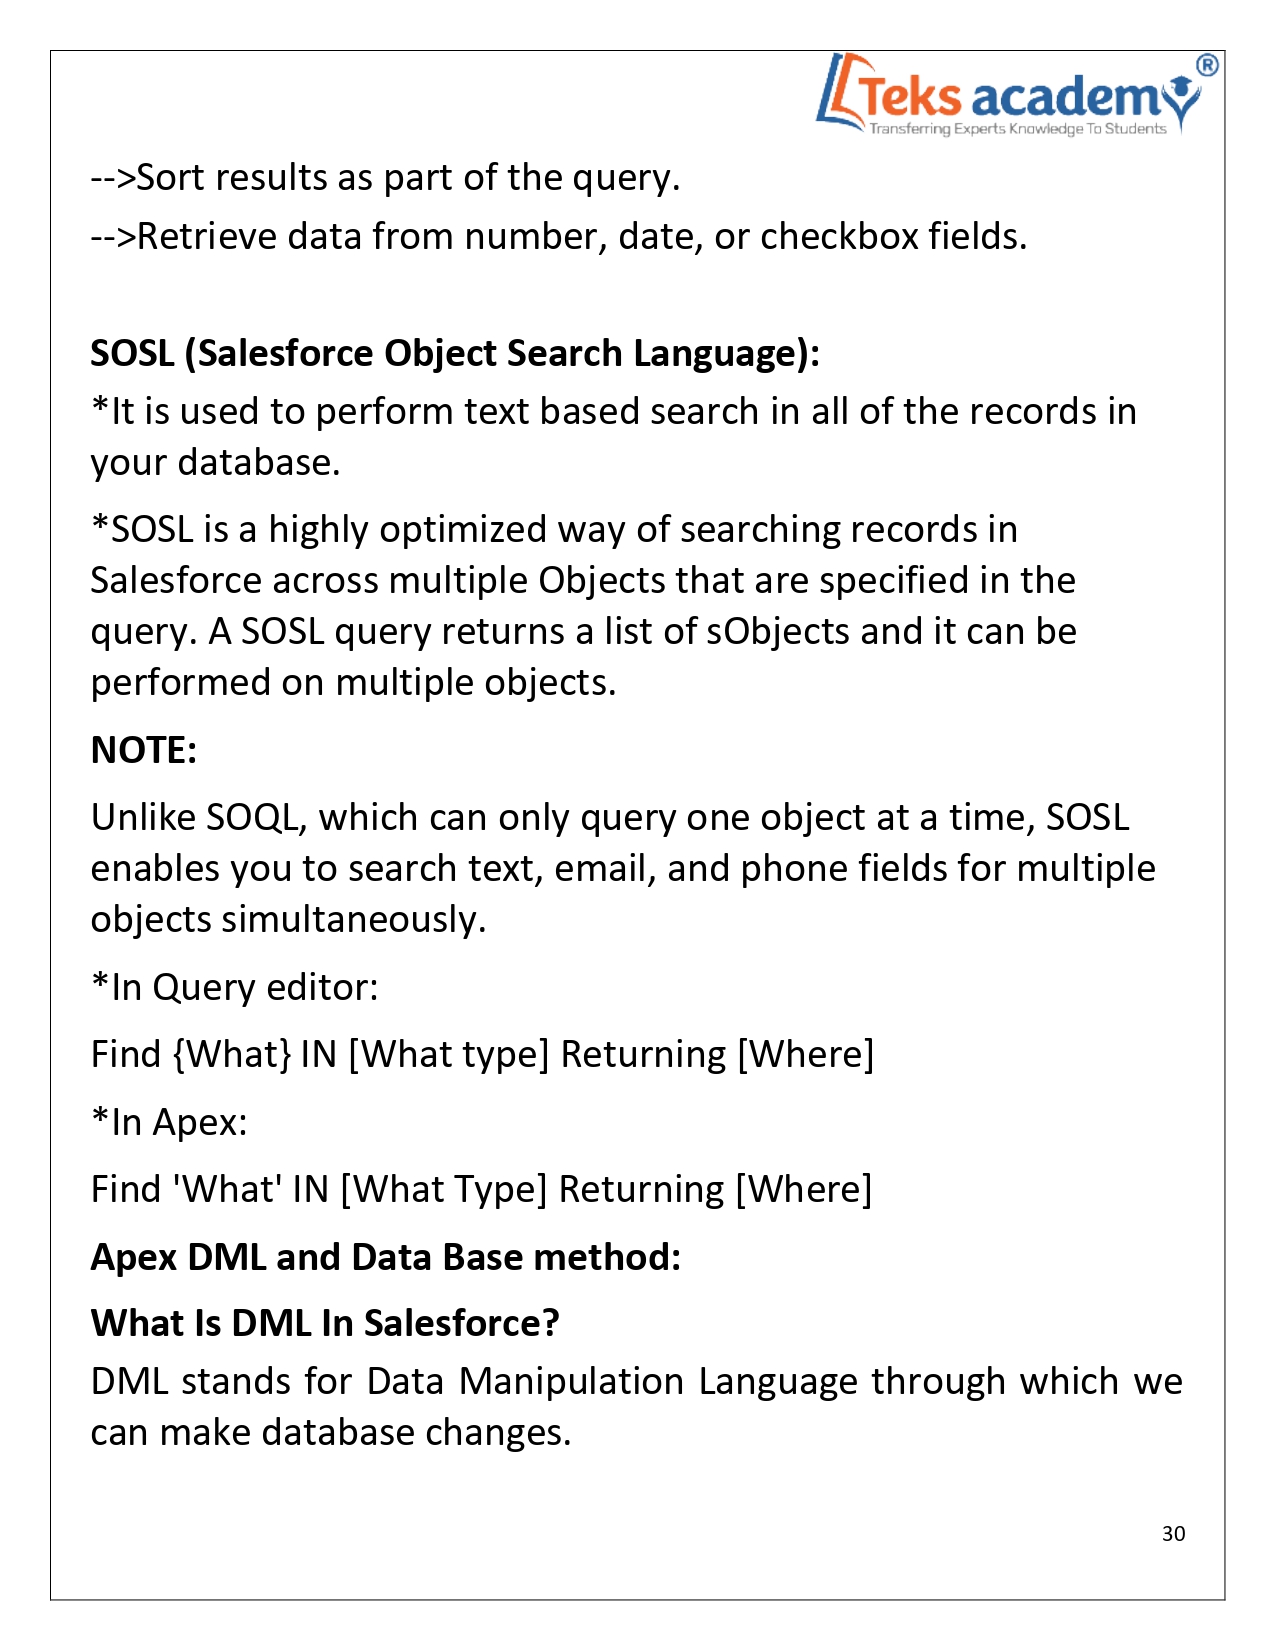 Teks academy ®
Transferring Experts Knowledge To Students
-->Sort results as part of the query.
-->Retrieve data from number, date, or checkbox fields.
SOSL (Salesforce Object Search Language):
*It is used to perform text based search in all of the records in
your database.
*SOSL is a highly optimized way of searching records in
Salesforce across multiple Objects that are specified in the
query. A SOSL query returns a list of sObjects and it can be
performed on multiple objects.
NOTE:
Unlike SOQL, which can only query one object at a time, SOSL
enables you to search text, email, and phone fields for multiple
objects simultaneously.
*In Query editor:
Find {What} IN [What type] Returning [Where]
*In Apex:
Find 'What' IN [What Type] Returning [Where]
Apex DML and Data Base method:
What Is DML In Salesforce?
DML stands for Data Manipulation Language through which we
can make database changes.
30